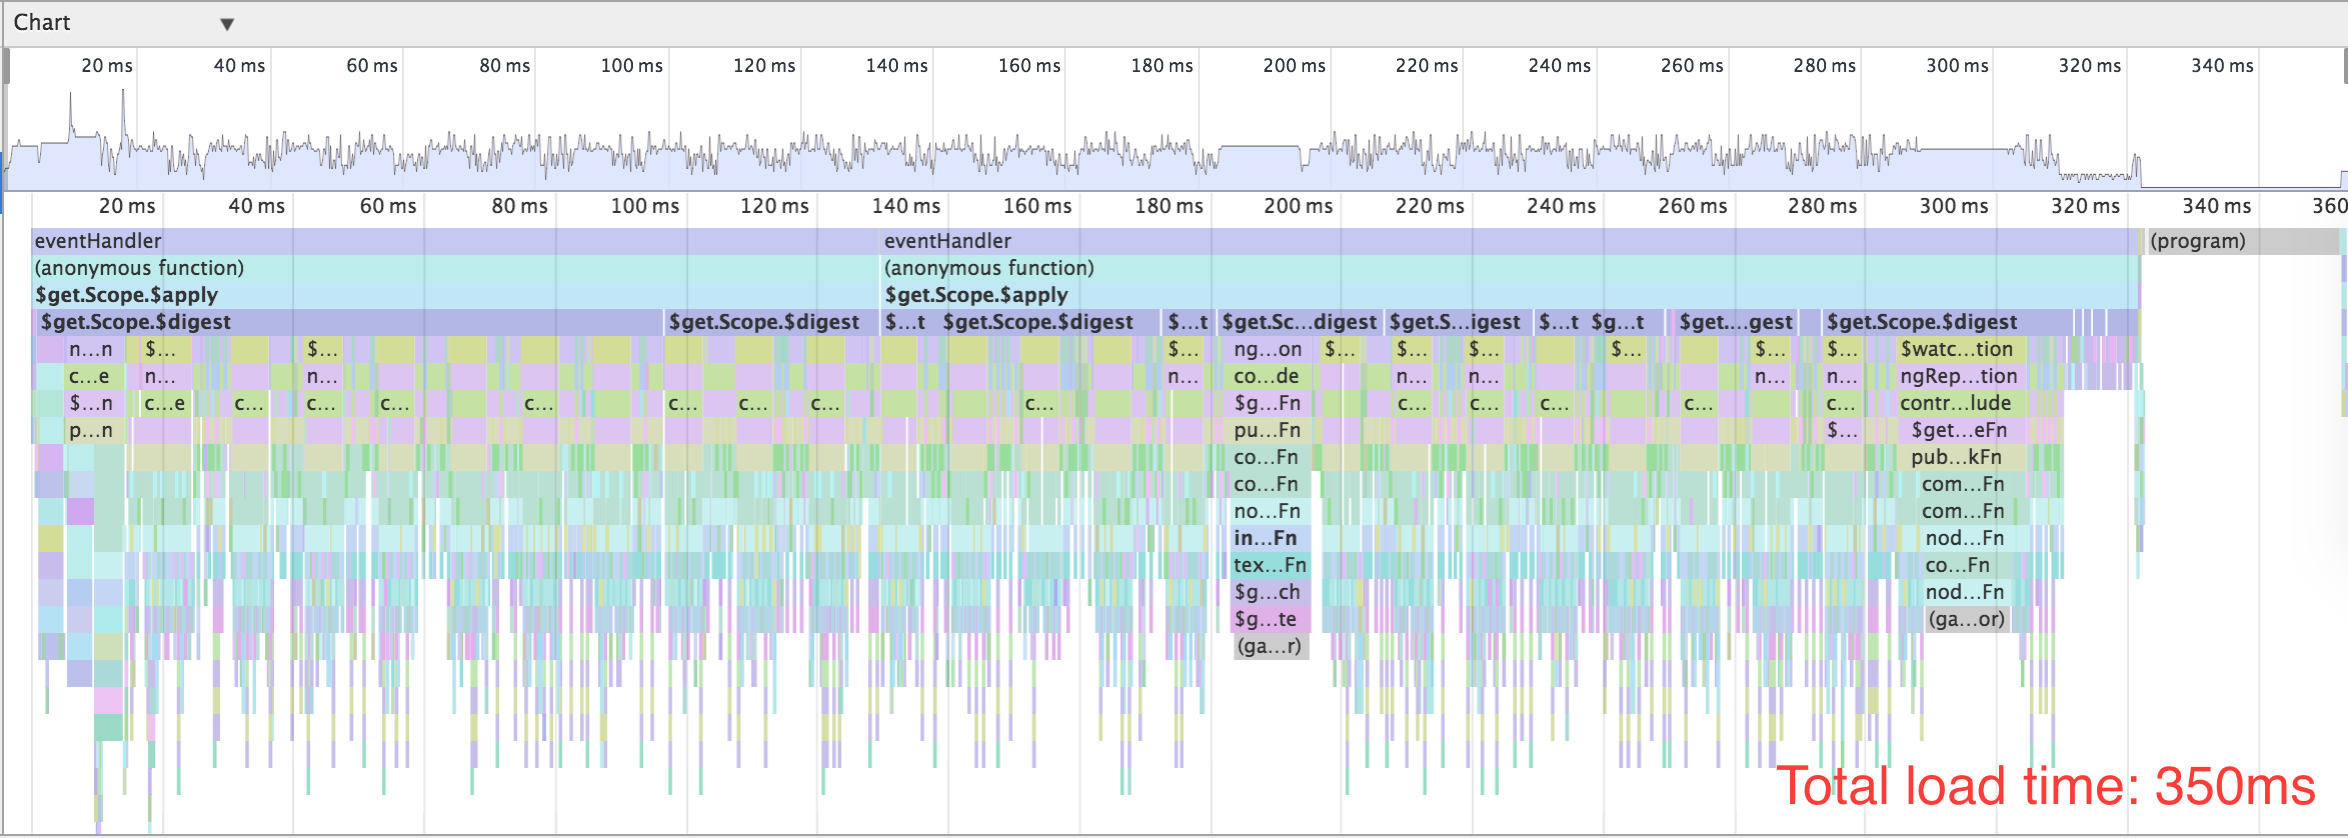 Chart ▼
20 ms 40 ms 60 ms 80 ms 100 ms 120 ms 140 ms 160 ms 180 ms 200 ms 220 ms 240 ms 260 ms 280 ms 300 ms 320 ms 340 ms
20 ms 40 ms 60 ms 80 ms 100 ms 120 ms 140 ms 160 ms 180 ms 200 ms 220 ms 240 ms 260 ms 280 ms 300 ms 320 ms 340 ms 360
eventHandler eventHandler (program)
(anonymous function) (anonymous function)
$get.Scope.$apply $get.Scope.$apply
$get.Scope.$digest $get.Scope.$digest $...t $get.Scope.$digest $...t $get.Sc...digest $get.S...igest $...t $g...t $get....gest $get.Scope.$digest
n...n $... $... $... ng...on $... $... $... $... $... $... $watc...tion
c...e n... n... n... co...de n... n... n... n... ngRep...tion
$...n c...e c... c... c... c... c... c... c... c... $g...Fn c... c... c... c... c... contr...lude
p...n pu...Fn $... $get...eFn
co...Fn pub...kFn
co...Fn com...Fn
no...Fn com...Fn
in...Fn nod...Fn
tex...Fn co...Fn
$g...ch nod...Fn
$g...te (ga...or)
(ga...r)
Total load time: 350ms